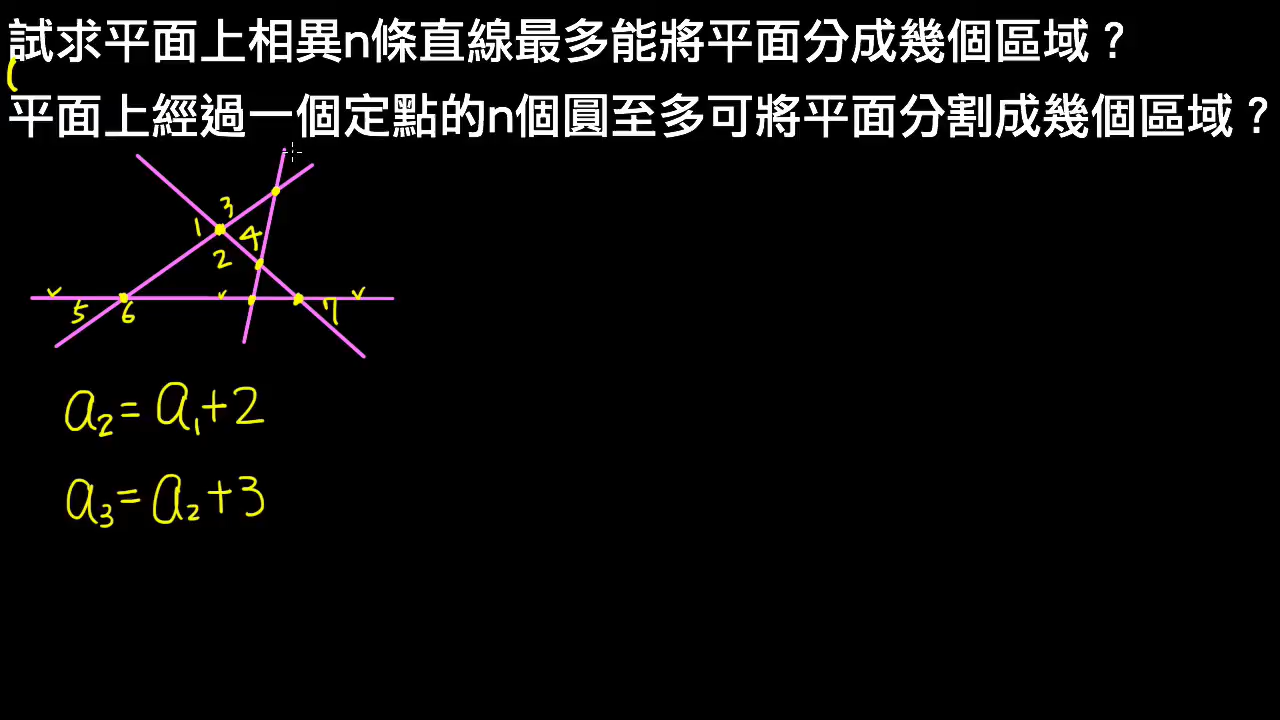 試求平面上相異n條直線最多能將平面分成幾個區域？
平面上經過一個定點的n個圓至多可將平面分割成幾個區域？
3
1
4
2
5 6 7
a₂=a₁+2
a₃=a₂+3